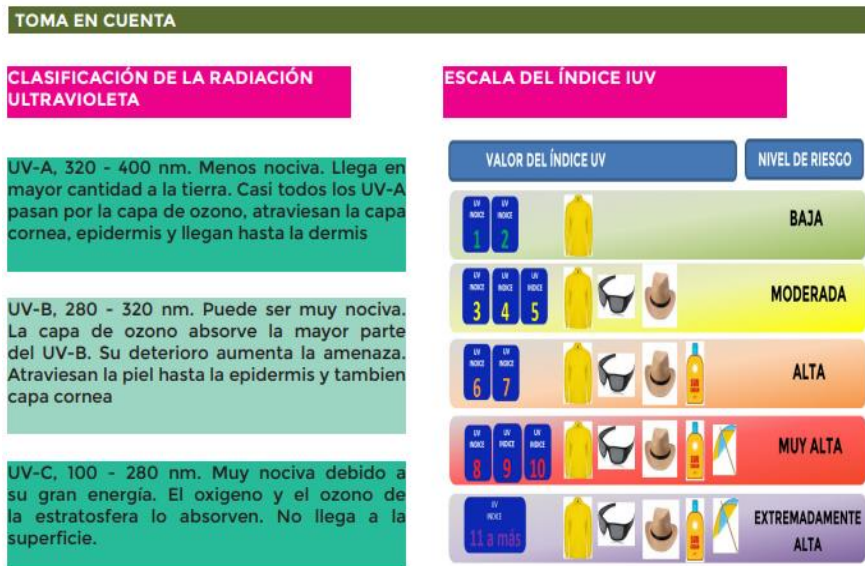 TOMA EN CUENTA
CLASIFICACIÓN DE LA RADIACIÓN
ULTRAVIOLETA
UV-A, 320 - 400 nm. Menos nociva. Llega en
mayor cantidad a la tierra. Casi todos los UV-A
pasan por la capa de ozono, atraviesan la capa
cornea, epidermis y llegan hasta la dermis
UV-B, 280 - 320 nm. Puede ser muy nociva.
La capa de ozono absorve la mayor parte
del UV-B. Su deterioro aumenta la amenaza.
Atraviesan la piel hasta la epidermis y tambien
capa cornea
UV-C, 100 - 280 nm. Muy nociva debido a
su gran energía. El oxigeno y el ozono de
la estratosfera lo absorven. No llega a la
superficie.
ESCALA DEL ÍNDICE IUV
VALOR DEL ÍNDICE UV NIVEL DE RIESGO
UV UV
INDICE INDICE
1 2
BAJA
UV UV UV
INDICE INDICE INDICE
3 4 5
MODERADA
UV UV
INDICE INDICE
6 7
ALTA
UV UV UV
INDICE INDICE INDICE
8 9 10
MUY ALTA
UV
INDICE
11 a más
EXTREMADAMENTE
ALTA